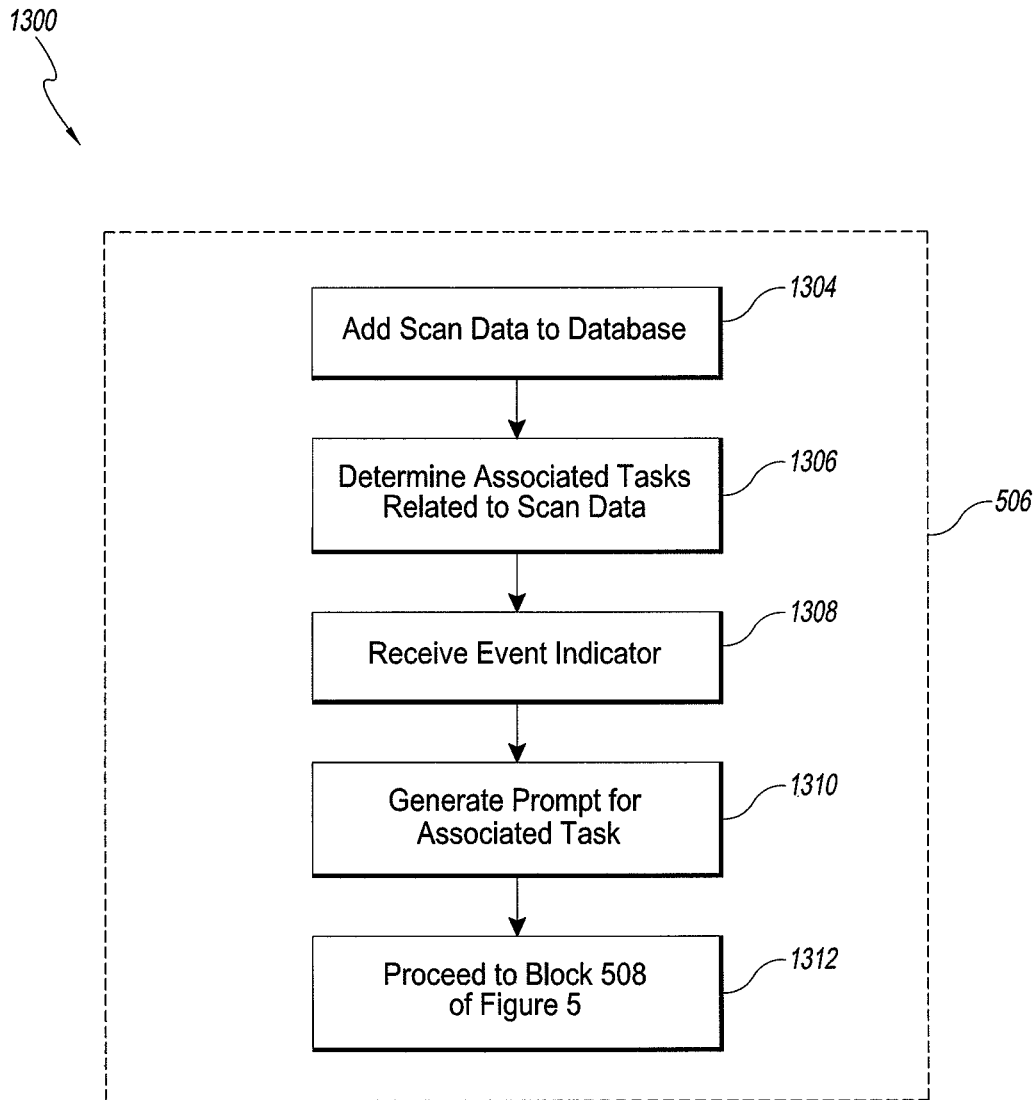 1300
Add Scan Data to Database
1304
Determine Associated Tasks
Related to Scan Data
1306
506
Receive Event Indicator
1308
Generate Prompt for
Associated Task
1310
Proceed to Block 508
of Figure 5
1312